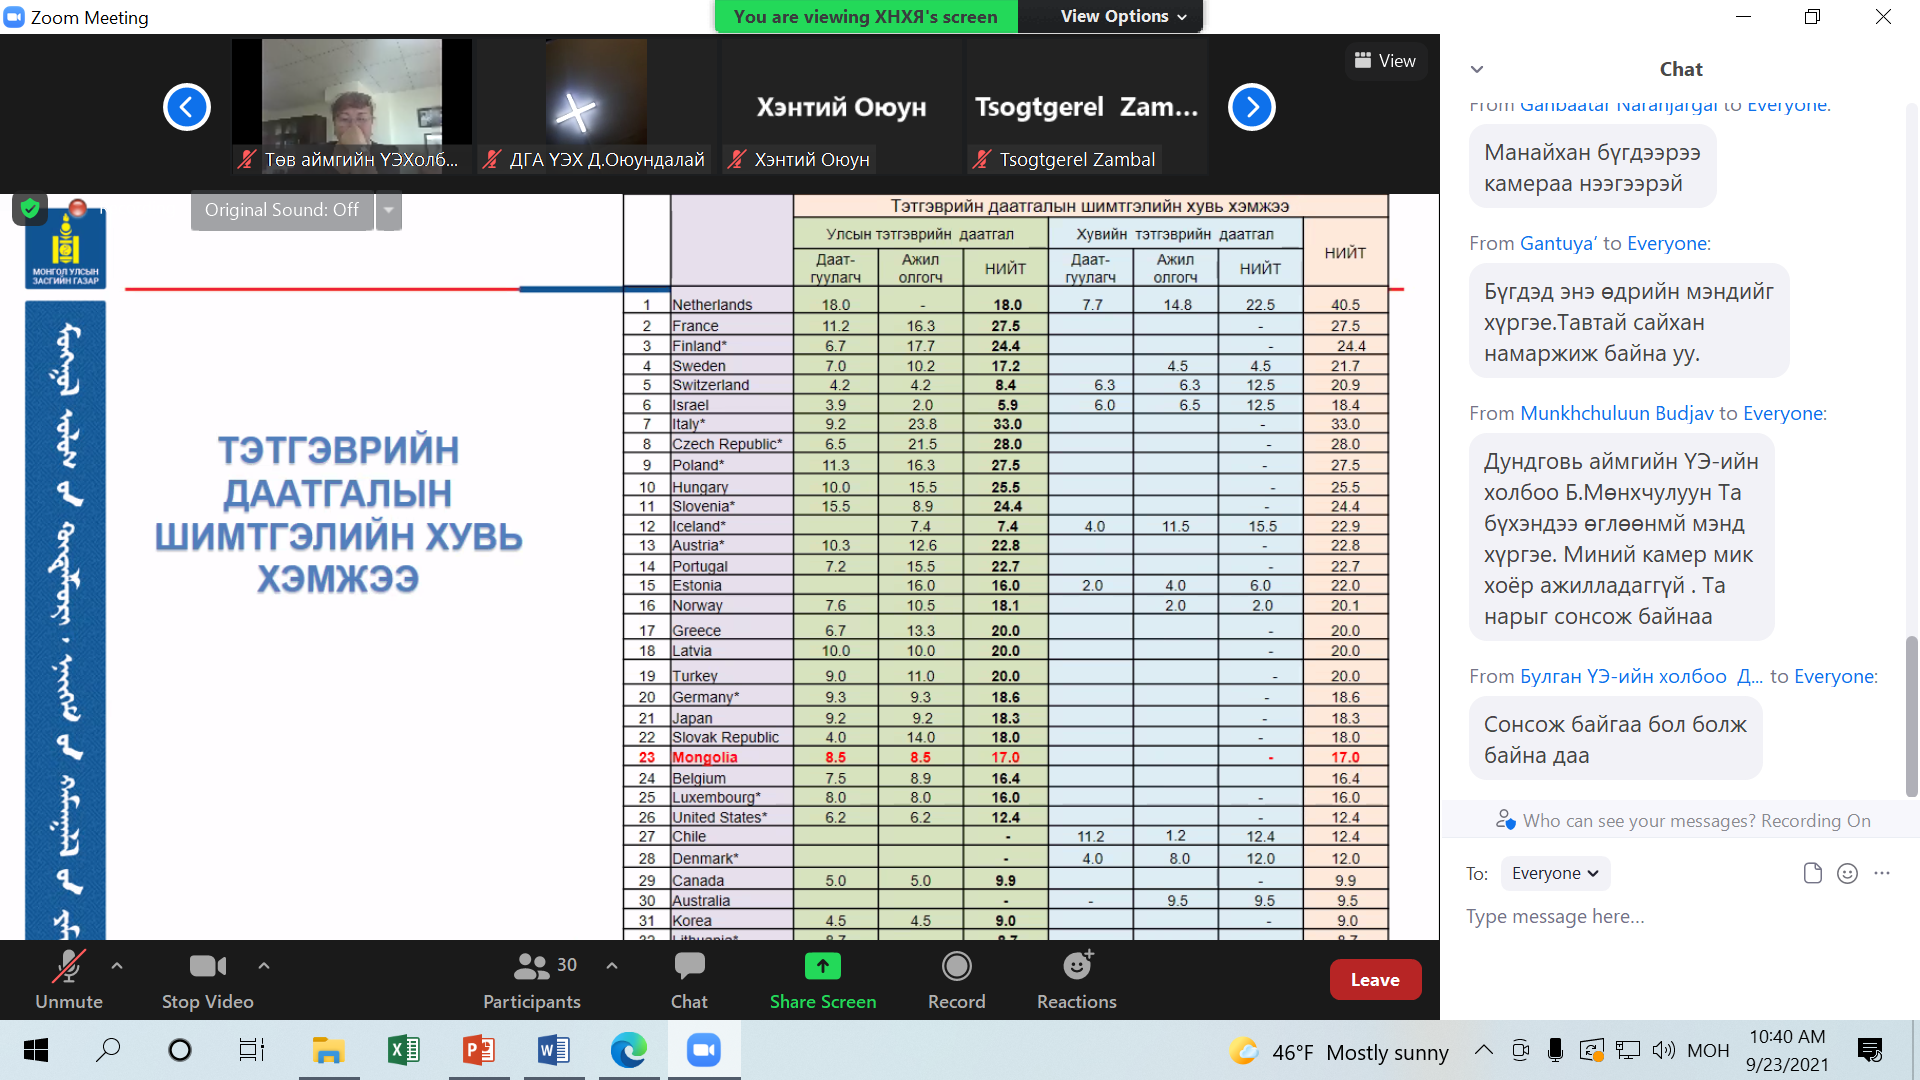 Zoom Meeting
You are viewing ХНХЯ's screen
View Options
View
Хэнтий Оюун
Tsogtgerel Zam...
Төв аймгийн ҮЭХолб...
ДГА ҮЭХ Д.Оюундалай
Хэнтий Оюун
Tsogtgerel Zambal
Original Sound: Off
МОНГОЛ УЛСЫН
ЗАСГИЙН ГАЗАР
ТЭТГЭВРИЙН
ДААТГАЛЫН
ШИМТГЭЛИЙН ХУВЬ
ХЭМЖЭЭ
Тэтгэврийн даатгалын шимтгэлийн хувь хэмжээ
Улсын тэтгэврийн даатгал Хувийн тэтгэврийн даатгал НИЙТ
Даат-гуулагч Ажил олгогч НИЙТ Даат-гуулагч Ажил олгогч НИЙТ
1 Netherlands 18.0 - 18.0 7.7 14.8 22.5 40.5
2 France 11.2 16.3 27.5 - 27.5
3 Finland* 6.7 17.7 24.4 - 24.4
4 Sweden 7.0 10.2 17.2 4.5 4.5 21.7
5 Switzerland 4.2 4.2 8.4 6.3 6.3 12.5 20.9
6 Israel 3.9 2.0 5.9 6.0 6.5 12.5 18.4
7 Italy* 9.2 23.8 33.0 - 33.0
8 Czech Republic* 6.5 21.5 28.0 - 28.0
9 Poland* 11.3 16.3 27.5 - 27.5
10 Hungary 10.0 15.5 25.5 - 25.5
11 Slovenia* 15.5 8.9 24.4 - 24.4
12 Iceland* 7.4 7.4 4.0 11.5 15.5 22.9
13 Austria* 10.3 12.6 22.8 - 22.8
14 Portugal 7.2 15.5 22.7 - 22.7
15 Estonia 16.0 16.0 2.0 4.0 6.0 22.0
16 Norway 7.6 10.5 18.1 2.0 2.0 20.1
17 Greece 6.7 13.3 20.0 - 20.0
18 Latvia 10.0 10.0 20.0 - 20.0
19 Turkey 9.0 11.0 20.0 - 20.0
20 Germany* 9.3 9.3 18.6 - 18.6
21 Japan 9.2 9.2 18.3 - 18.3
22 Slovak Republic 4.0 14.0 18.0 - 18.0
23 Mongolia 8.5 8.5 17.0 - 17.0
24 Belgium 7.5 8.9 16.4 16.4
25 Luxembourg* 8.0 8.0 16.0 - 16.0
26 United States* 6.2 6.2 12.4 - 12.4
27 Chile - 11.2 1.2 12.4 12.4
28 Denmark* - 4.0 8.0 12.0 12.0
29 Canada 5.0 5.0 9.9 - 9.9
30 Australia - - 9.5 9.5 9.5
31 Korea 4.5 4.5 9.0 - 9.0
32 Lithuania* 8.7 8.7 8.7
Chat
From Ganbaatar Naranjargal to Everyone:
Манайхан бүгдээрээ
камераа нээгээрэй
From Gantuya’ to Everyone:
Бүгдэд энэ өдрийн мэндийг
хүргэе.Тавтай сайхан
намаржиж байна уу.
From Munkhchuluun Budjav to Everyone:
Дундговь аймгийн ҮЭ-ийн
холбоо Б.Мөнхчулуун Та
бүхэндээ өглөөнмй мэнд
хүргэе. Миний камер мик
хоёр ажилладаггүй . Та
нарыг сонсож байнаа
From Булган ҮЭ-ийн холбоо Д... to Everyone:
Сонсож байгаа бол болж
байна даа
Who can see your messages? Recording On
To: Everyone
Type message here...
Unmute
Stop Video
Participants 30
Chat
Share Screen
Record
Reactions
Leave
46°F Mostly sunny
МОН
10:40 AM
9/23/2021